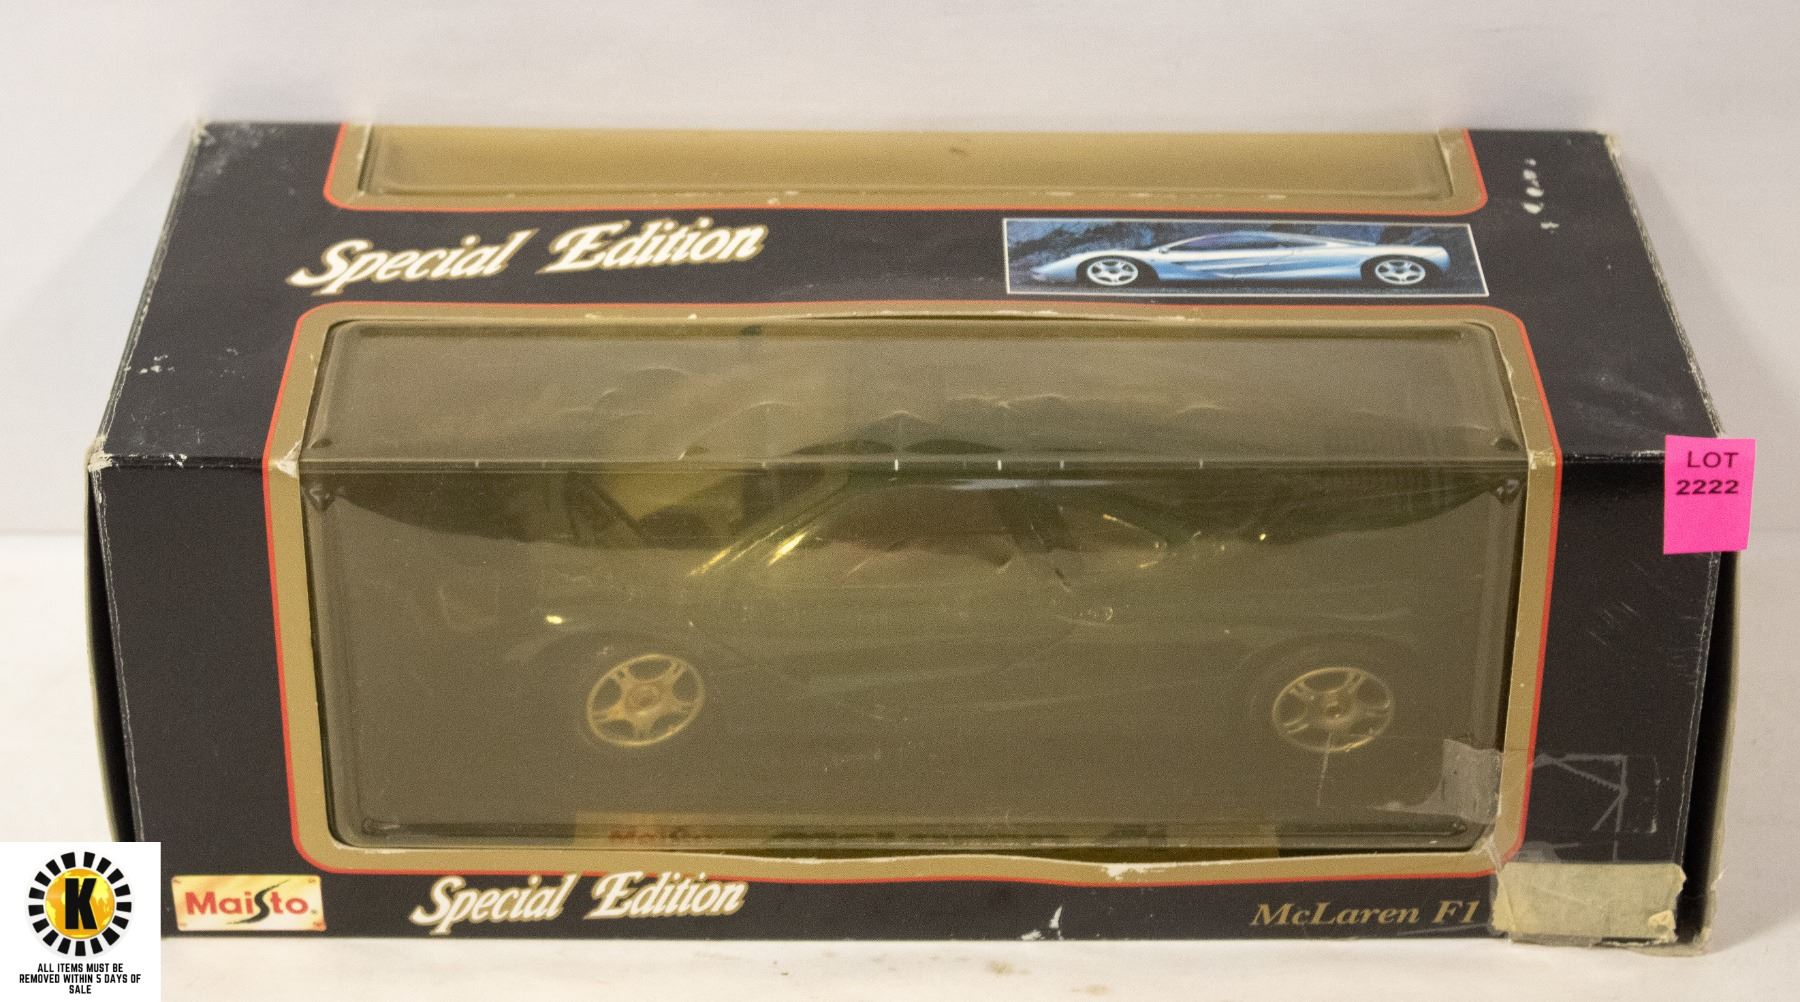 Special Edition
LOT
2222
Maisto
Maisto.
Special Edition
McLaren F1
K
ALL ITEMS MUST BE
REMOVED WITHIN 5 DAYS OF
SALE